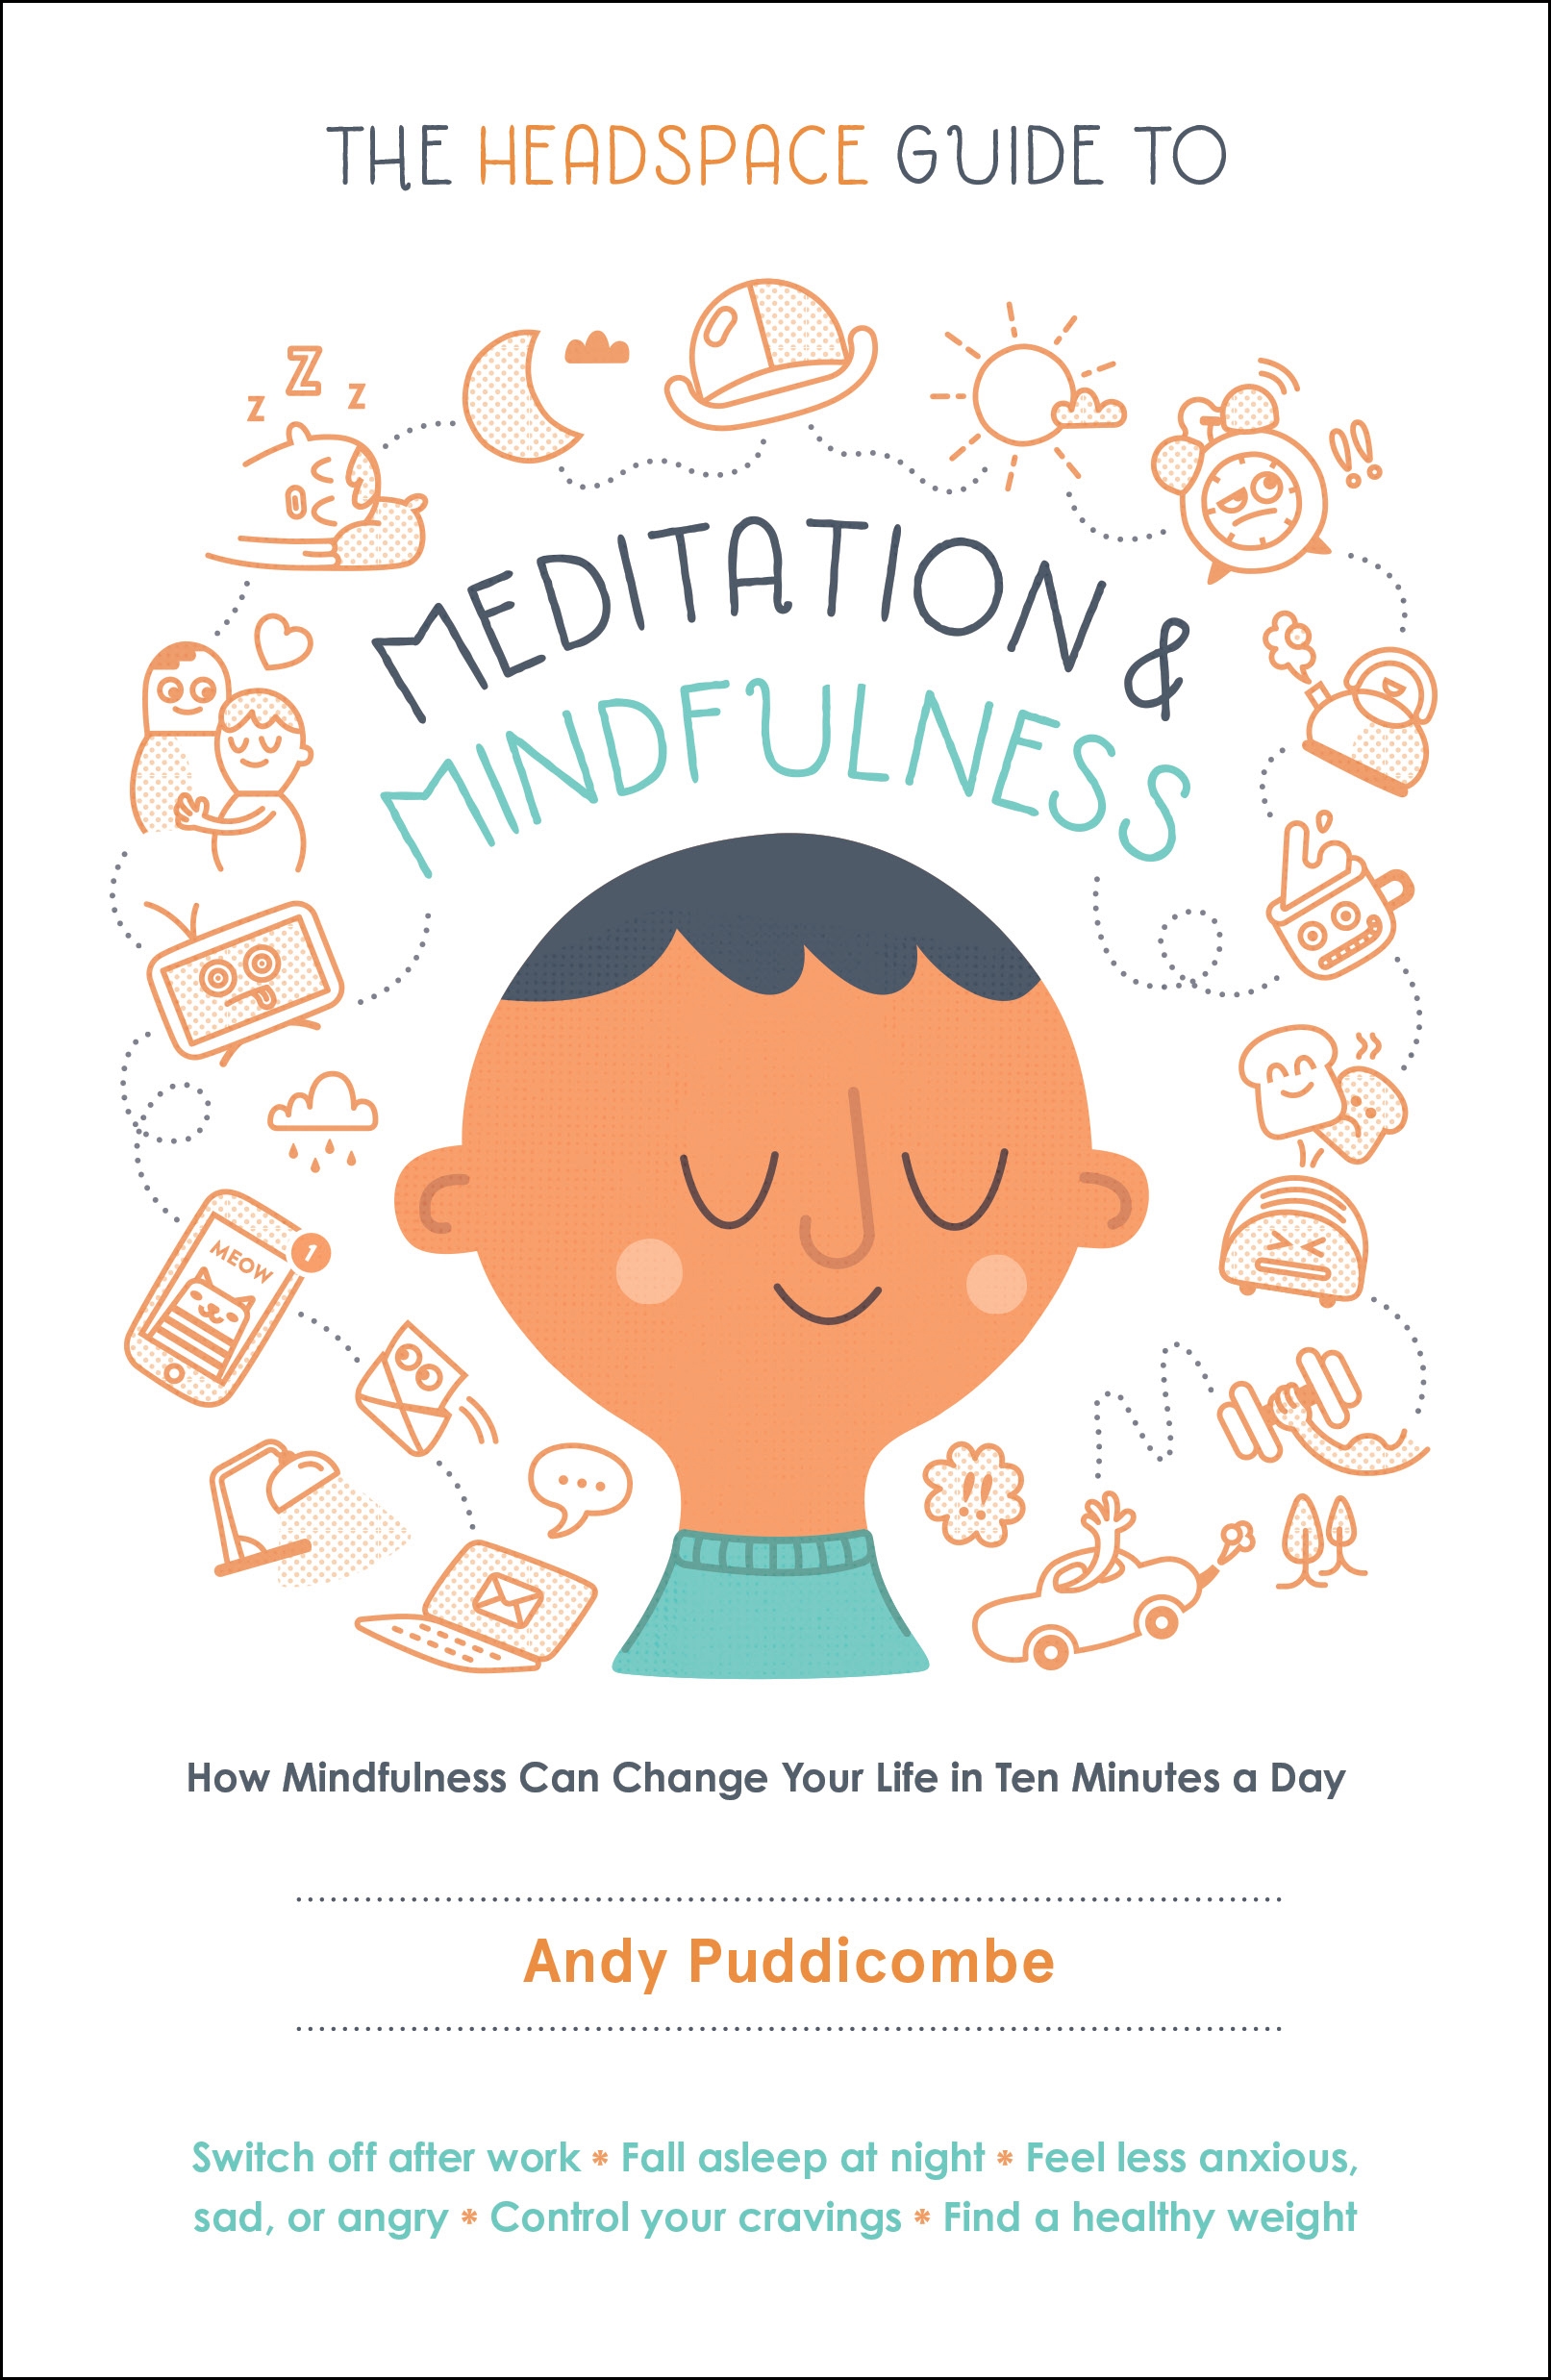 THE HEADSPACE GUIDE TO
Z Z Z
MEDITATION &
MINDFULNESS
MEOW
1
How Mindfulness Can Change Your Life in Ten Minutes a Day
Andy Puddicombe
Switch off after work * Fall asleep at night * Feel less anxious,
sad, or angry * Control your cravings * Find a healthy weight